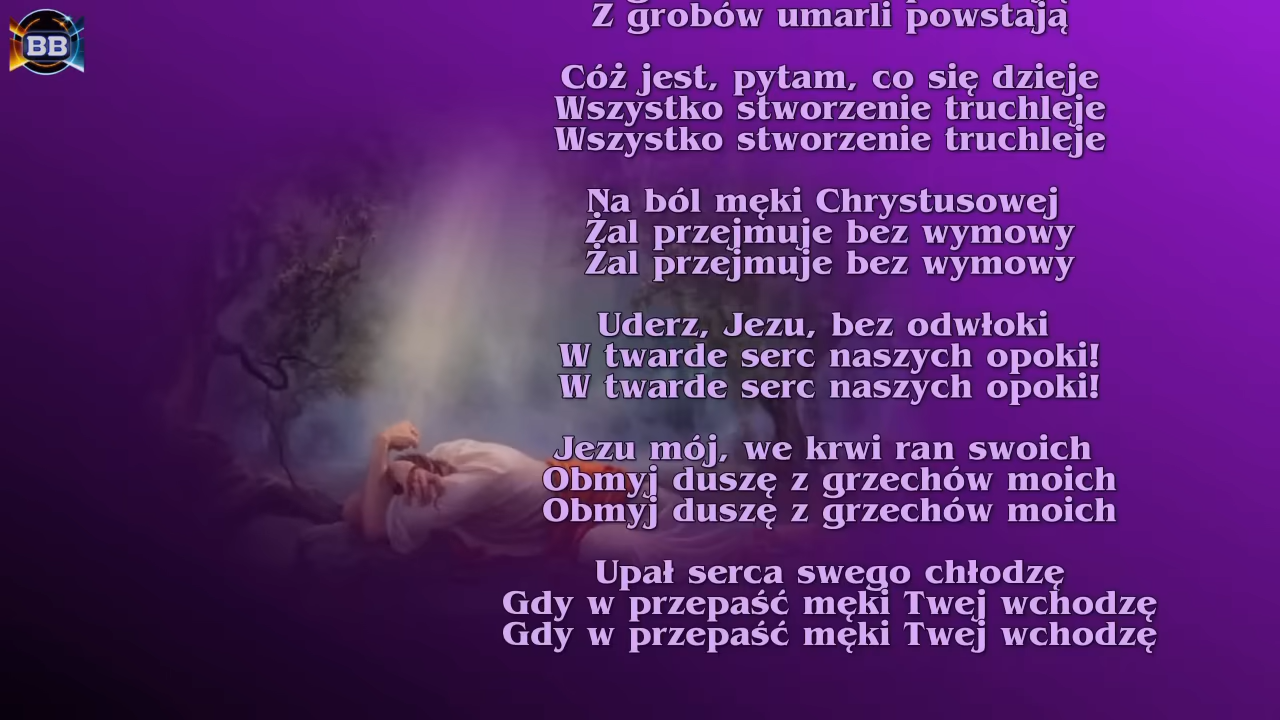 BB
Z grobów umarli powstają
Cóż jest, pytam, co się dzieje
Wszystko stworzenie truchleje
Wszystko stworzenie truchleje
Na ból męki Chrystusowej
Żal przejmuje bez wymowy
Żal przejmuje bez wymowy
Uderz, Jezu, bez odwłoki
W twarde serc naszych opoki!
W twarde serc naszych opoki!
Jezu mój, we krwi ran swoich
Obmyj duszę z grzechów moich
Obmyj duszę z grzechów moich
Upał serca swego chłodzę
Gdy w przepaść męki Twej wchodzę
Gdy w przepaść męki Twej wchodzę